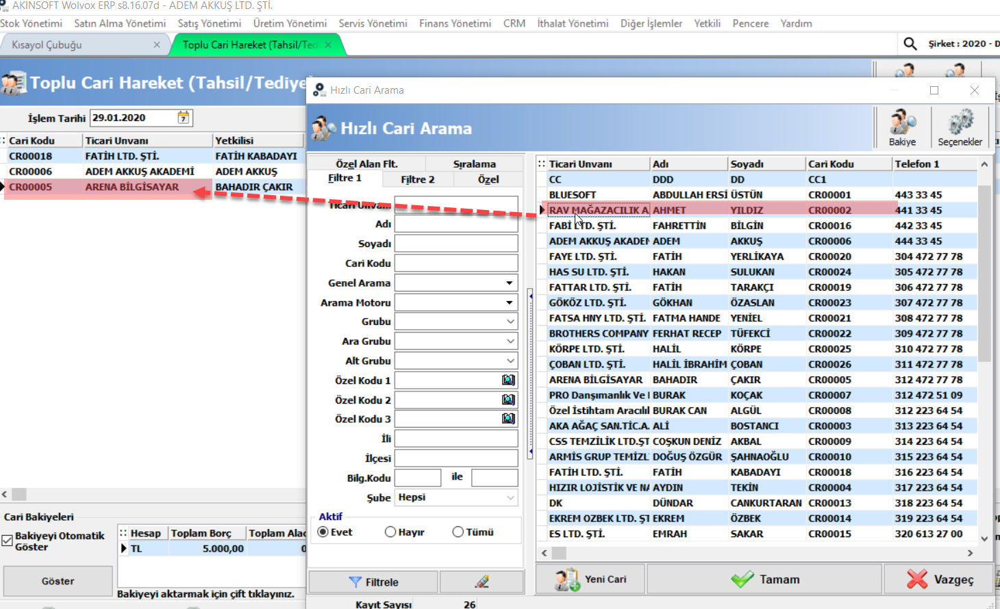 AKINSOFT Wolvox ERP s8.16.07d - ADEM AKKUŞ LTD. ŞTİ.
Stok Yönetimi Satın Alma Yönetimi Satış Yönetimi Üretim Yönetimi Servis Yönetimi Finans Yönetimi CRM İthalat Yönetimi Diğer İşlemler Yetkili Pencere Yardım
Kısayol Çubuğu
Toplu Cari Hareket (Tahsil/Ted
Şirket : 2020 - D
Toplu Cari Hareket (Tahsil/Tediye
İşlem Tarihi 29.01.2020
Cari Kodu Ticari Unvanı Yetkilisi
CR00018 FATİH LTD. ŞTİ. FATİH KABADAYI
CR00006 ADEM AKKUŞ AKADEMİ ADEM AKKUŞ
CR00005 ARENA BİLGİSAYAR BAHADIR ÇAKIR
Cari Bakiyeleri
Bakiyeyi Otomatik Göster
Hesap Toplam Borç Toplam Alac
TL 5.000,00 0
Göster
Bakiyeyi aktarmak için çift tıklayınız.
Hızlı Cari Arama
Hızlı Cari Arama
Bakiye
Seçenekler
Özel Alan Flt. Sıralama
Filtre 1 Filtre 2 Özel
Ticari Unva...
Adı
Soyadı
Cari Kodu
Genel Arama
Arama Motoru
Grubu
Ara Grubu
Alt Grubu
Özel Kodu 1
Özel Kodu 2
Özel Kodu 3
İli
İlçesi
Bilg.Kodu ile
Şube Hepsi
Aktif
Evet Hayır Tümü
Filtrele
Kayıt Sayısı 26
Ticari Unvanı Adı Soyadı Cari Kodu Telefon 1
CC DDD DD CC1
BLUESOFT ABDULLAH ERSİ ÜSTÜN CR00001 443 33 45
RAV MAĞAZACILIK A AHMET YILDIZ CR00002 441 33 45
FABİ LTD. ŞTİ. FAHRETTİN BİLGİN CR00016 442 33 45
ADEM AKKUŞ AKADEM ADEM AKKUŞ CR00006 444 33 45
FAYE LTD. ŞTİ. FATİH YERLİKAYA CR00020 304 472 77 78
HAS SU LTD. ŞTİ. HAKAN SULUKAN CR00024 305 472 77 78
FATTAR LTD. ŞTİ. FATİH TARAKÇI CR00019 306 472 77 78
GÖKÖZ LTD. ŞTİ. GÖKHAN ÖZASLAN CR00023 307 472 77 78
FATSA HNY LTD. ŞTİ. FATMA HANDE YENİEL CR00021 308 472 77 78
BROTHERS COMPANY FERHAT RECEP TÜFEKCİ CR00022 309 472 77 78
KÖRPE LTD. ŞTİ. HALİL KÖRPE CR00025 310 472 77 78
ÇOBAN LTD. ŞTİ. HALİL İBRAHİM ÇOBAN CR00026 311 472 77 78
ARENA BİLGİSAYAR BAHADIR ÇAKIR CR00005 312 472 77 78
PRO Danışmanlık Ve BURAK KOÇAK CR00007 312 472 51 09
Özel İstihtam Aracılıl BURAK CAN ALGÜL CR00008 312 223 64 54
AKA AĞAÇ SAN.TİC.A. ALİ BOSTANCI CR00003 313 223 64 54
CSS TEMZİLİK LTD.ŞT COŞKUN DENİZ AKBAL CR00009 314 223 64 54
ARMİS GRUP TEMİZL DOĞUŞ ÖZGÜR ŞAHNAOĞLU CR00010 315 223 64 54
FATİH LTD. ŞTİ. FATİH KABADAYI CR00018 316 223 64 54
HIZIR LOJİSTİK VE NA AYDIN TEKİN CR00004 317 223 64 54
DK DÜNDAR CANKURTARAN CR00013 318 223 64 54
EKREM OZBEK LTD. ŞT EKREM ÖZBEK CR00014 319 223 64 54
ES LTD. ŞTİ. EMRAH SAKAR CR00015 320 613 27 00
Yeni Cari Tamam Vazgeç